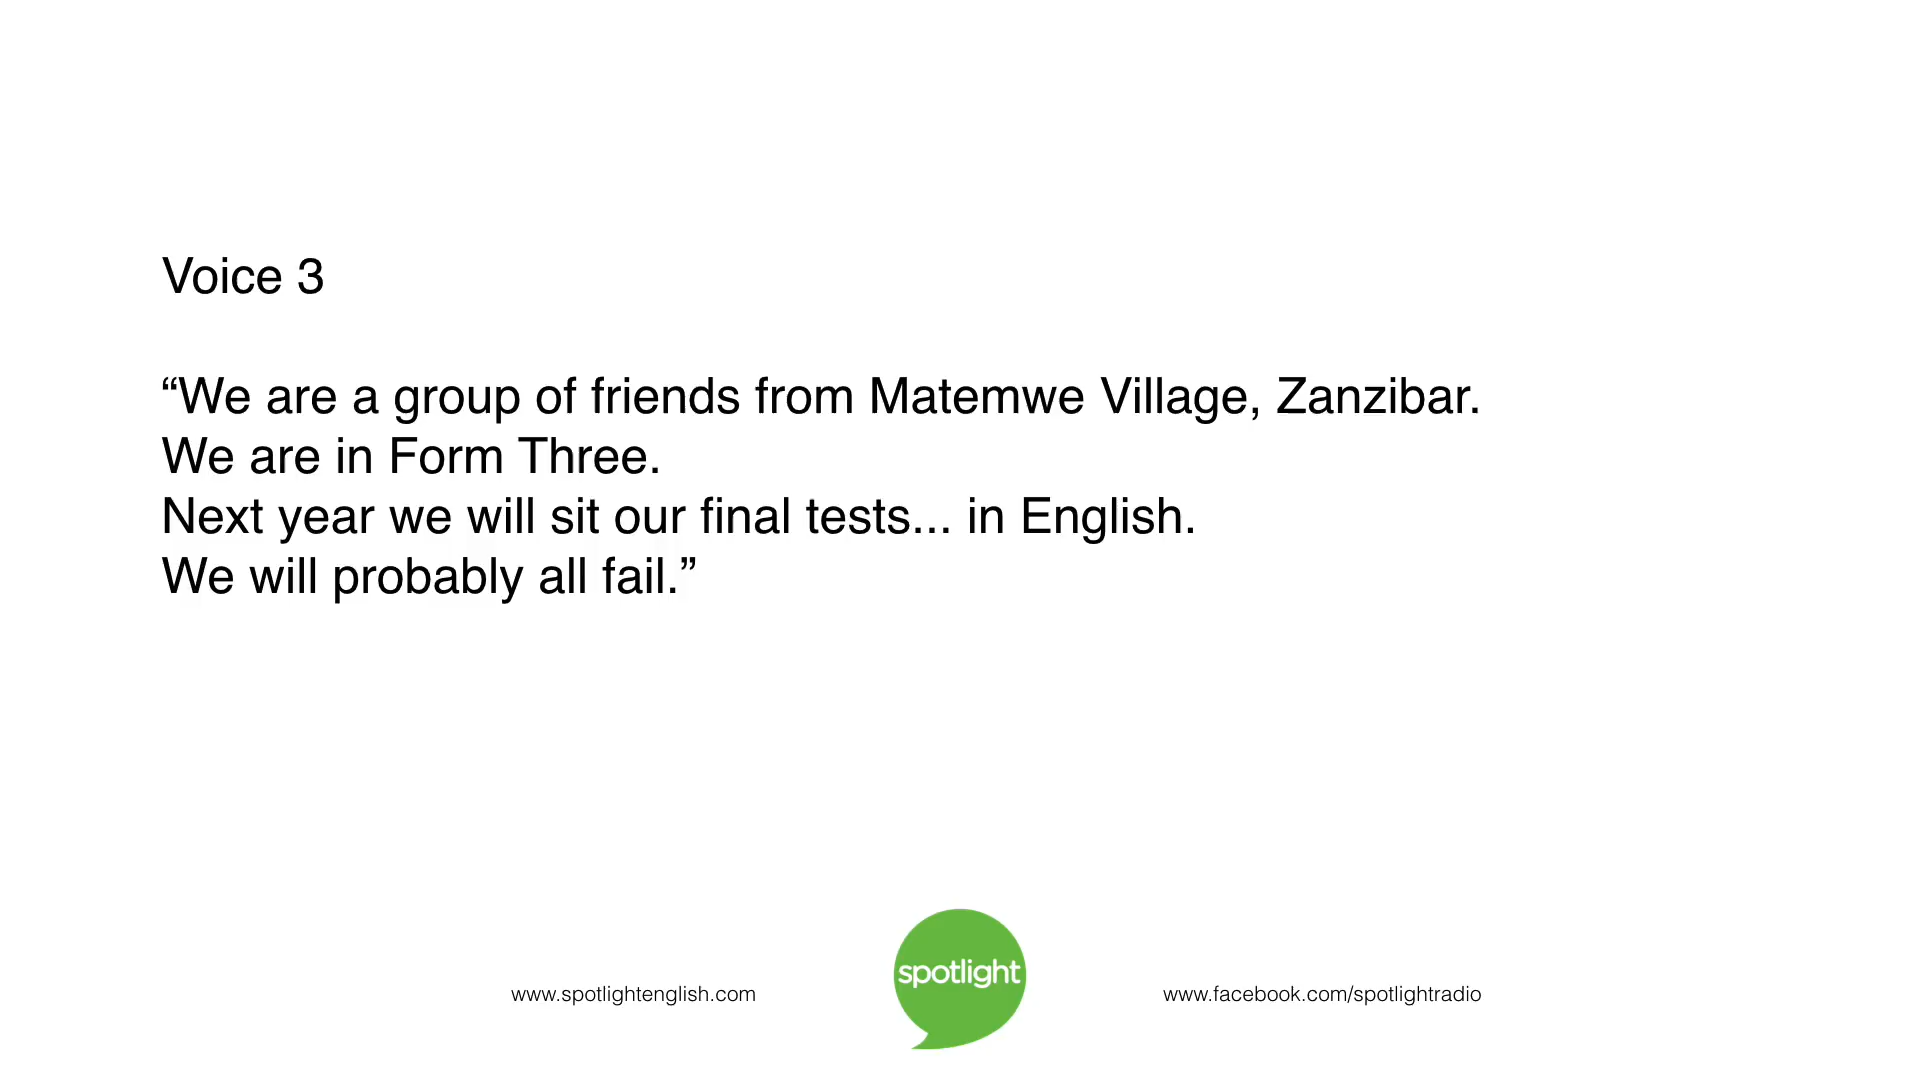 Voice 3
“We are a group of friends from Matemwe Village, Zanzibar.
We are in Form Three.
Next year we will sit our final tests... in English.
We will probably all fail.”
spotlight
www.spotlightenglish.com
www.facebook.com/spotlightradio